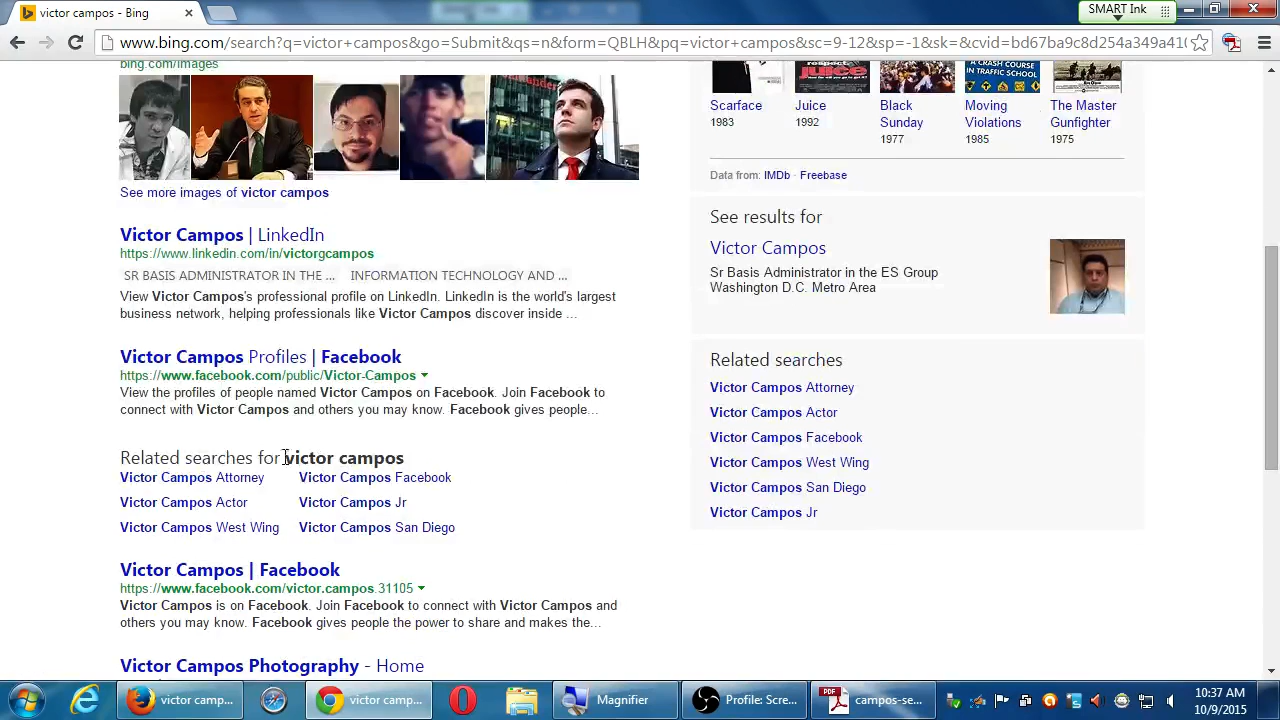 victor campos - Bing
SMART Ink
www.bing.com/search?q=victor+campos&go=Submit&qs=n&form=QBLH&pq=victor+campos&sc=9-12&sp=-1&sk=&cvid=bd67ba9c8d254a349a410
bing.com/images
See more images of victor campos
Victor Campos | LinkedIn
https://www.linkedin.com/in/victorgcampos
SR BASIS ADMINISTRATOR IN THE ... INFORMATION TECHNOLOGY AND ...
View Victor Campos's professional profile on LinkedIn. LinkedIn is the world's largest
business network, helping professionals like Victor Campos discover inside ...
Victor Campos Profiles | Facebook
https://www.facebook.com/public/Victor-Campos
View the profiles of people named Victor Campos on Facebook. Join Facebook to
connect with Victor Campos and others you may know. Facebook gives people...
Related searches for victor campos
Victor Campos Attorney Victor Campos Facebook
Victor Campos Actor Victor Campos Jr
Victor Campos West Wing Victor Campos San Diego
Victor Campos | Facebook
https://www.facebook.com/victor.campos.31105
Victor Campos is on Facebook. Join Facebook to connect with Victor Campos and
others you may know. Facebook gives people the power to share and makes the...
Victor Campos Photography - Home
respect.
JUICE
A CRASH COURSE
IN TRAFFIC SCHOOL
Scarface Juice Black Moving The Master
Sunday Violations Gunfighter
1983 1992 1977 1985 1975
Data from: IMDb · Freebase
See results for
Victor Campos
Sr Basis Administrator in the ES Group
Washington D.C. Metro Area
Related searches
Victor Campos Attorney
Victor Campos Actor
Victor Campos Facebook
Victor Campos West Wing
Victor Campos San Diego
Victor Campos Jr
victor camp... victor camp... Magnifier Profile: Scre... PDF campos-se...
10:37 AM
10/9/2015